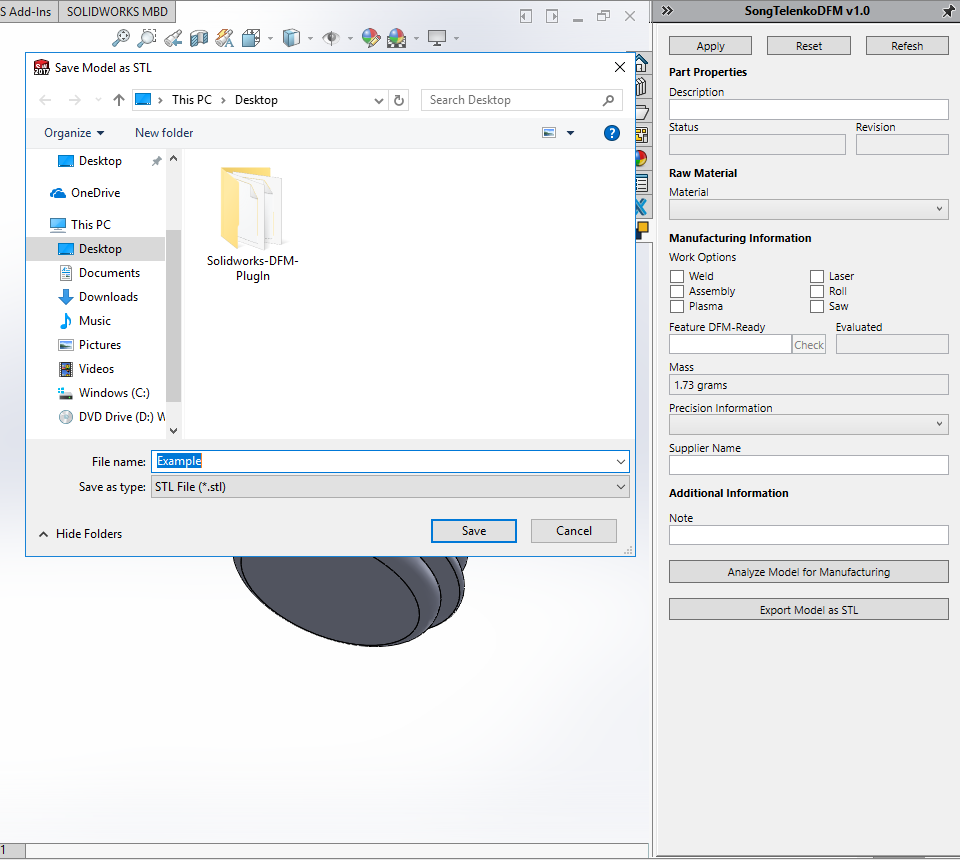 S Add-Ins SOLIDWORKS MBD
SW 2017 Save Model as STL
This PC > Desktop
Search Desktop
Organize New folder
?
Desktop
OneDrive
This PC
Desktop
Documents
Downloads
Music
Pictures
Videos
Windows (C:)
DVD Drive (D:) W
Solidworks-DFM-
PlugIn
File name: Example
Save as type: STL File (*.stl)
Hide Folders
Save Cancel
1
SongTelenkoDFM v1.0
Apply Reset Refesh
Part Properties
Description
Status Revision
Raw Material
Material
Manufacturing Information
Work Options
Weld Laser
Assembly Roll
Plasma Saw
Feature DFM-Ready Evaluated
Check
Mass
1.73 grams
Precision Information
Supplier Name
Additional Information
Note
Analyze Model for Manufacturing
Export Model as STL